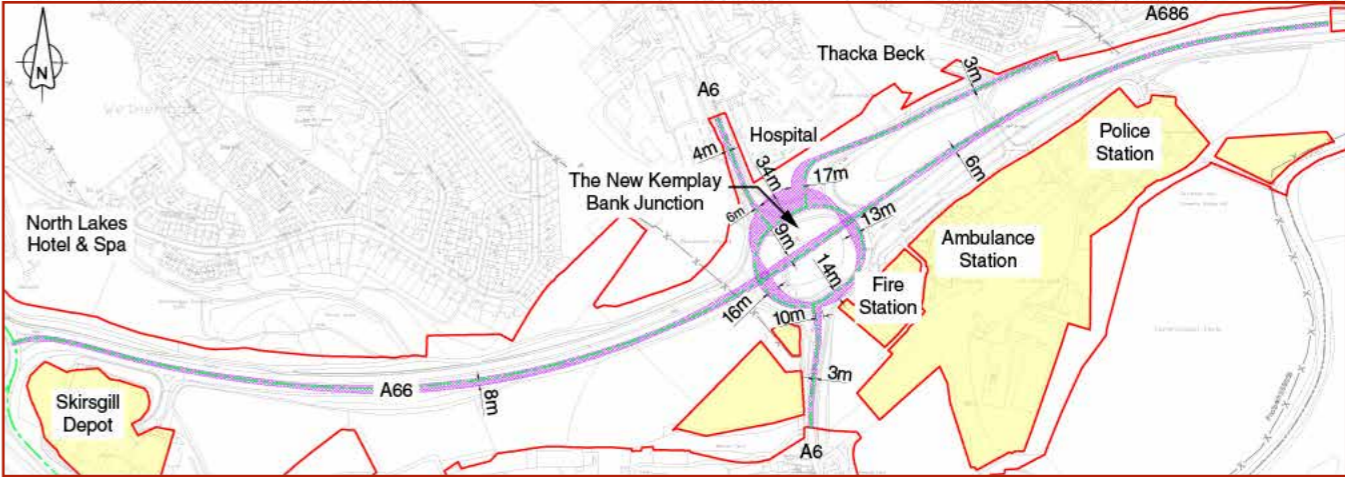 A686
Thacka Beck
3m
A6
N
Hospital
Police
Station
4m
34m
6m
The New Kemplay
Bank Junction
17m
6m
13m
North Lakes
Hotel & Spa
9m
Ambulance
Station
14m
Fire
Station
16m
10m
3m
A66
8m
Skirsgill
Depot
A6